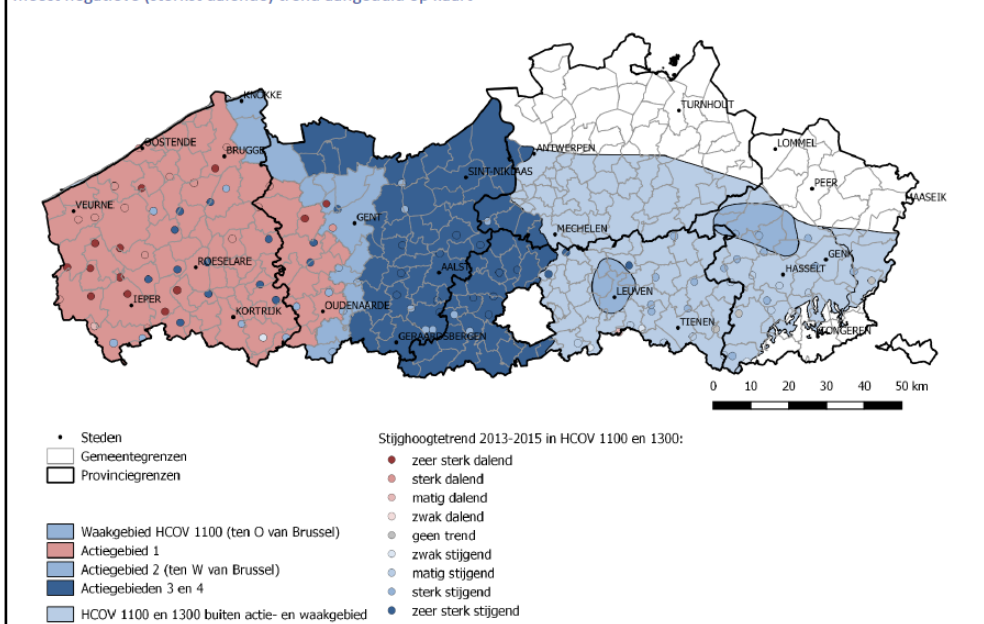 KNOKKE
OOSTENDE
BRUGGE
VEURNE
ROESELARE
IEPER
KORTRIJK
GENT
OUDENAARDE
SINT-NIKLAAS
AALST
GERAARDSBERGEN
ANTWERPEN
MECHELEN
LEUVEN
TIENEN
TURNHOUT
LOMMEL
PEER
MAASEIK
GENK
HASSELT
TONGEREN
0 10 20 30 40 50 km
Steden
Gemeentegrenzen
Provinciegrenzen
Waakgebied HCOV 1100 (ten O van Brussel)
Actiegebied 1
Actiegebied 2 (ten W van Brussel)
Actiegebieden 3 en 4
HCOV 1100 en 1300 buiten actie- en waakgebied
Stijghoogtetrend 2013-2015 in HCOV 1100 en 1300:
zeer sterk dalend
sterk dalend
matig dalend
zwak dalend
geen trend
zwak stijgend
matig stijgend
sterk stijgend
zeer sterk stijgend